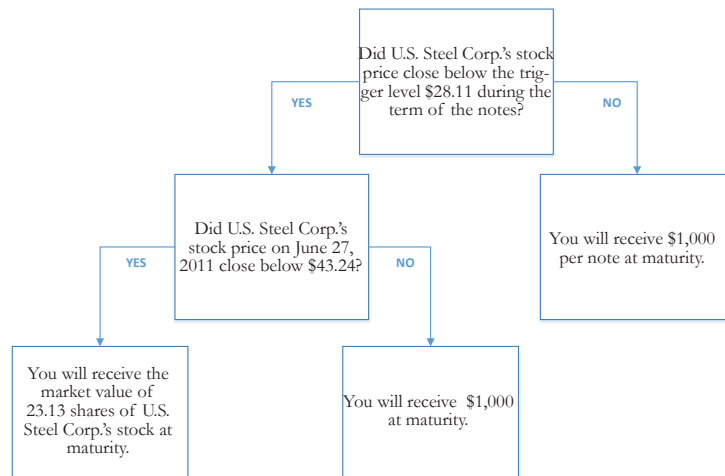 Did U.S. Steel Corp.'s stock
price close below the trig-
ger level $28.11 during the
term of the notes?
YES
NO
Did U.S. Steel Corp.'s
stock price on June 27,
2011 close below $43.24?
You will receive $1,000
per note at maturity.
YES
NO
You will receive the
market value of
23.13 shares of U.S.
Steel Corp.'s stock at
maturity.
You will receive $1,000
at maturity.